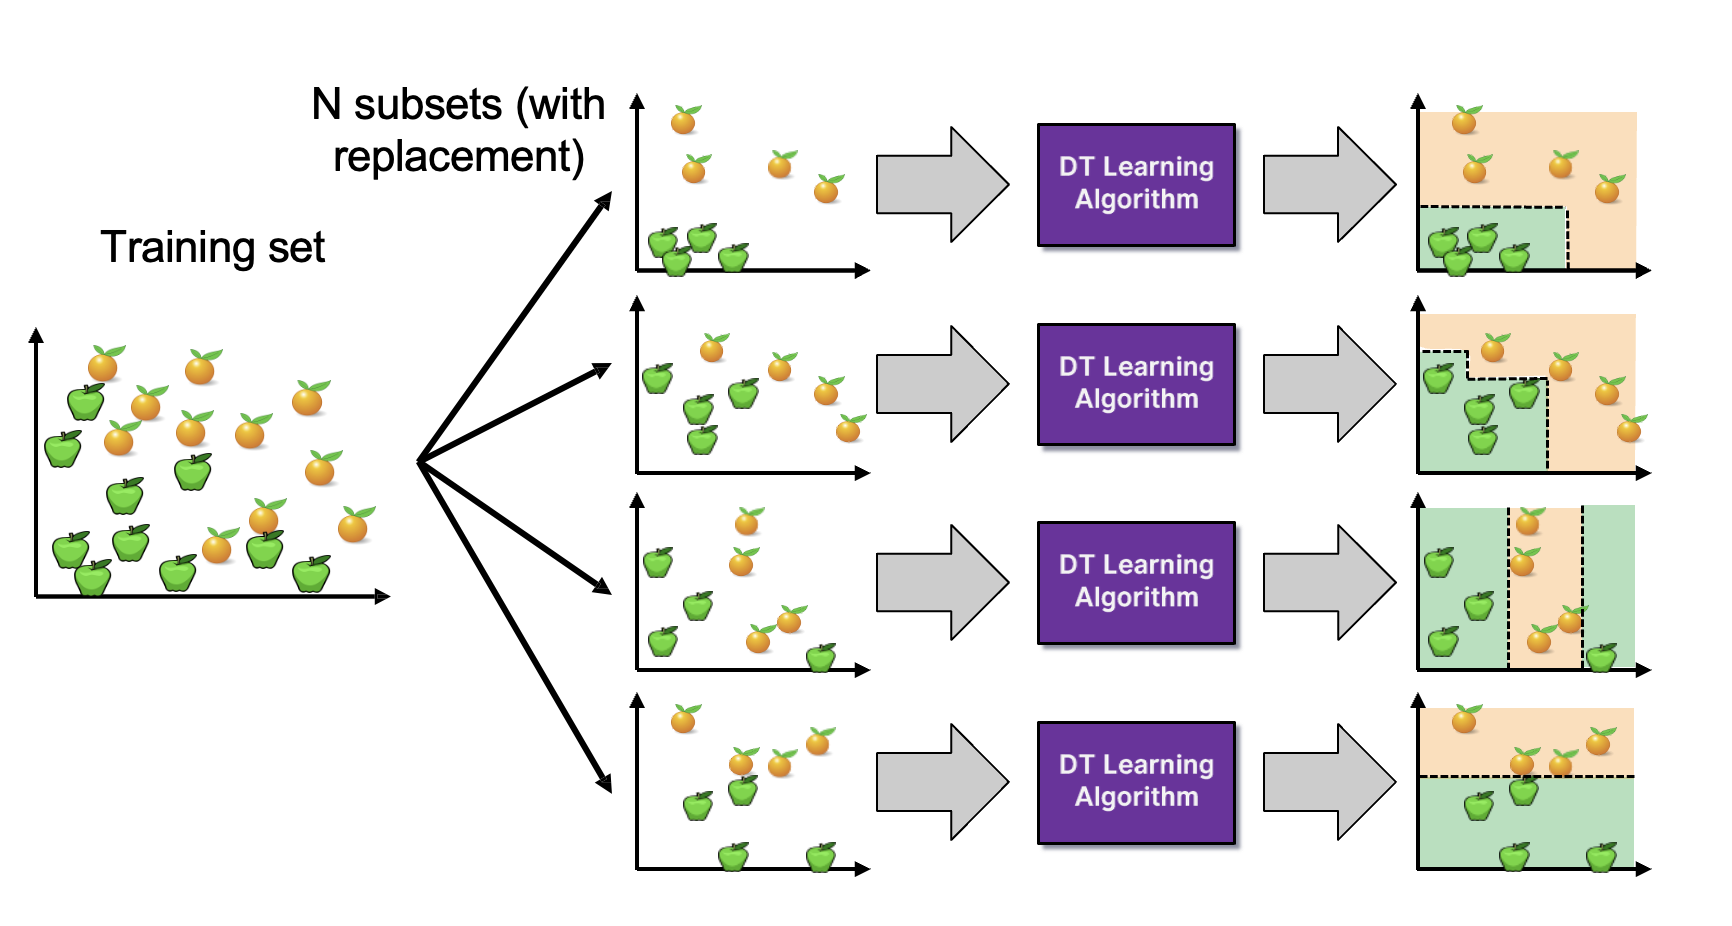 N subsets (with
replacement)
Training set
DT Learning
Algorithm
DT Learning
Algorithm
DT Learning
Algorithm
DT Learning
Algorithm